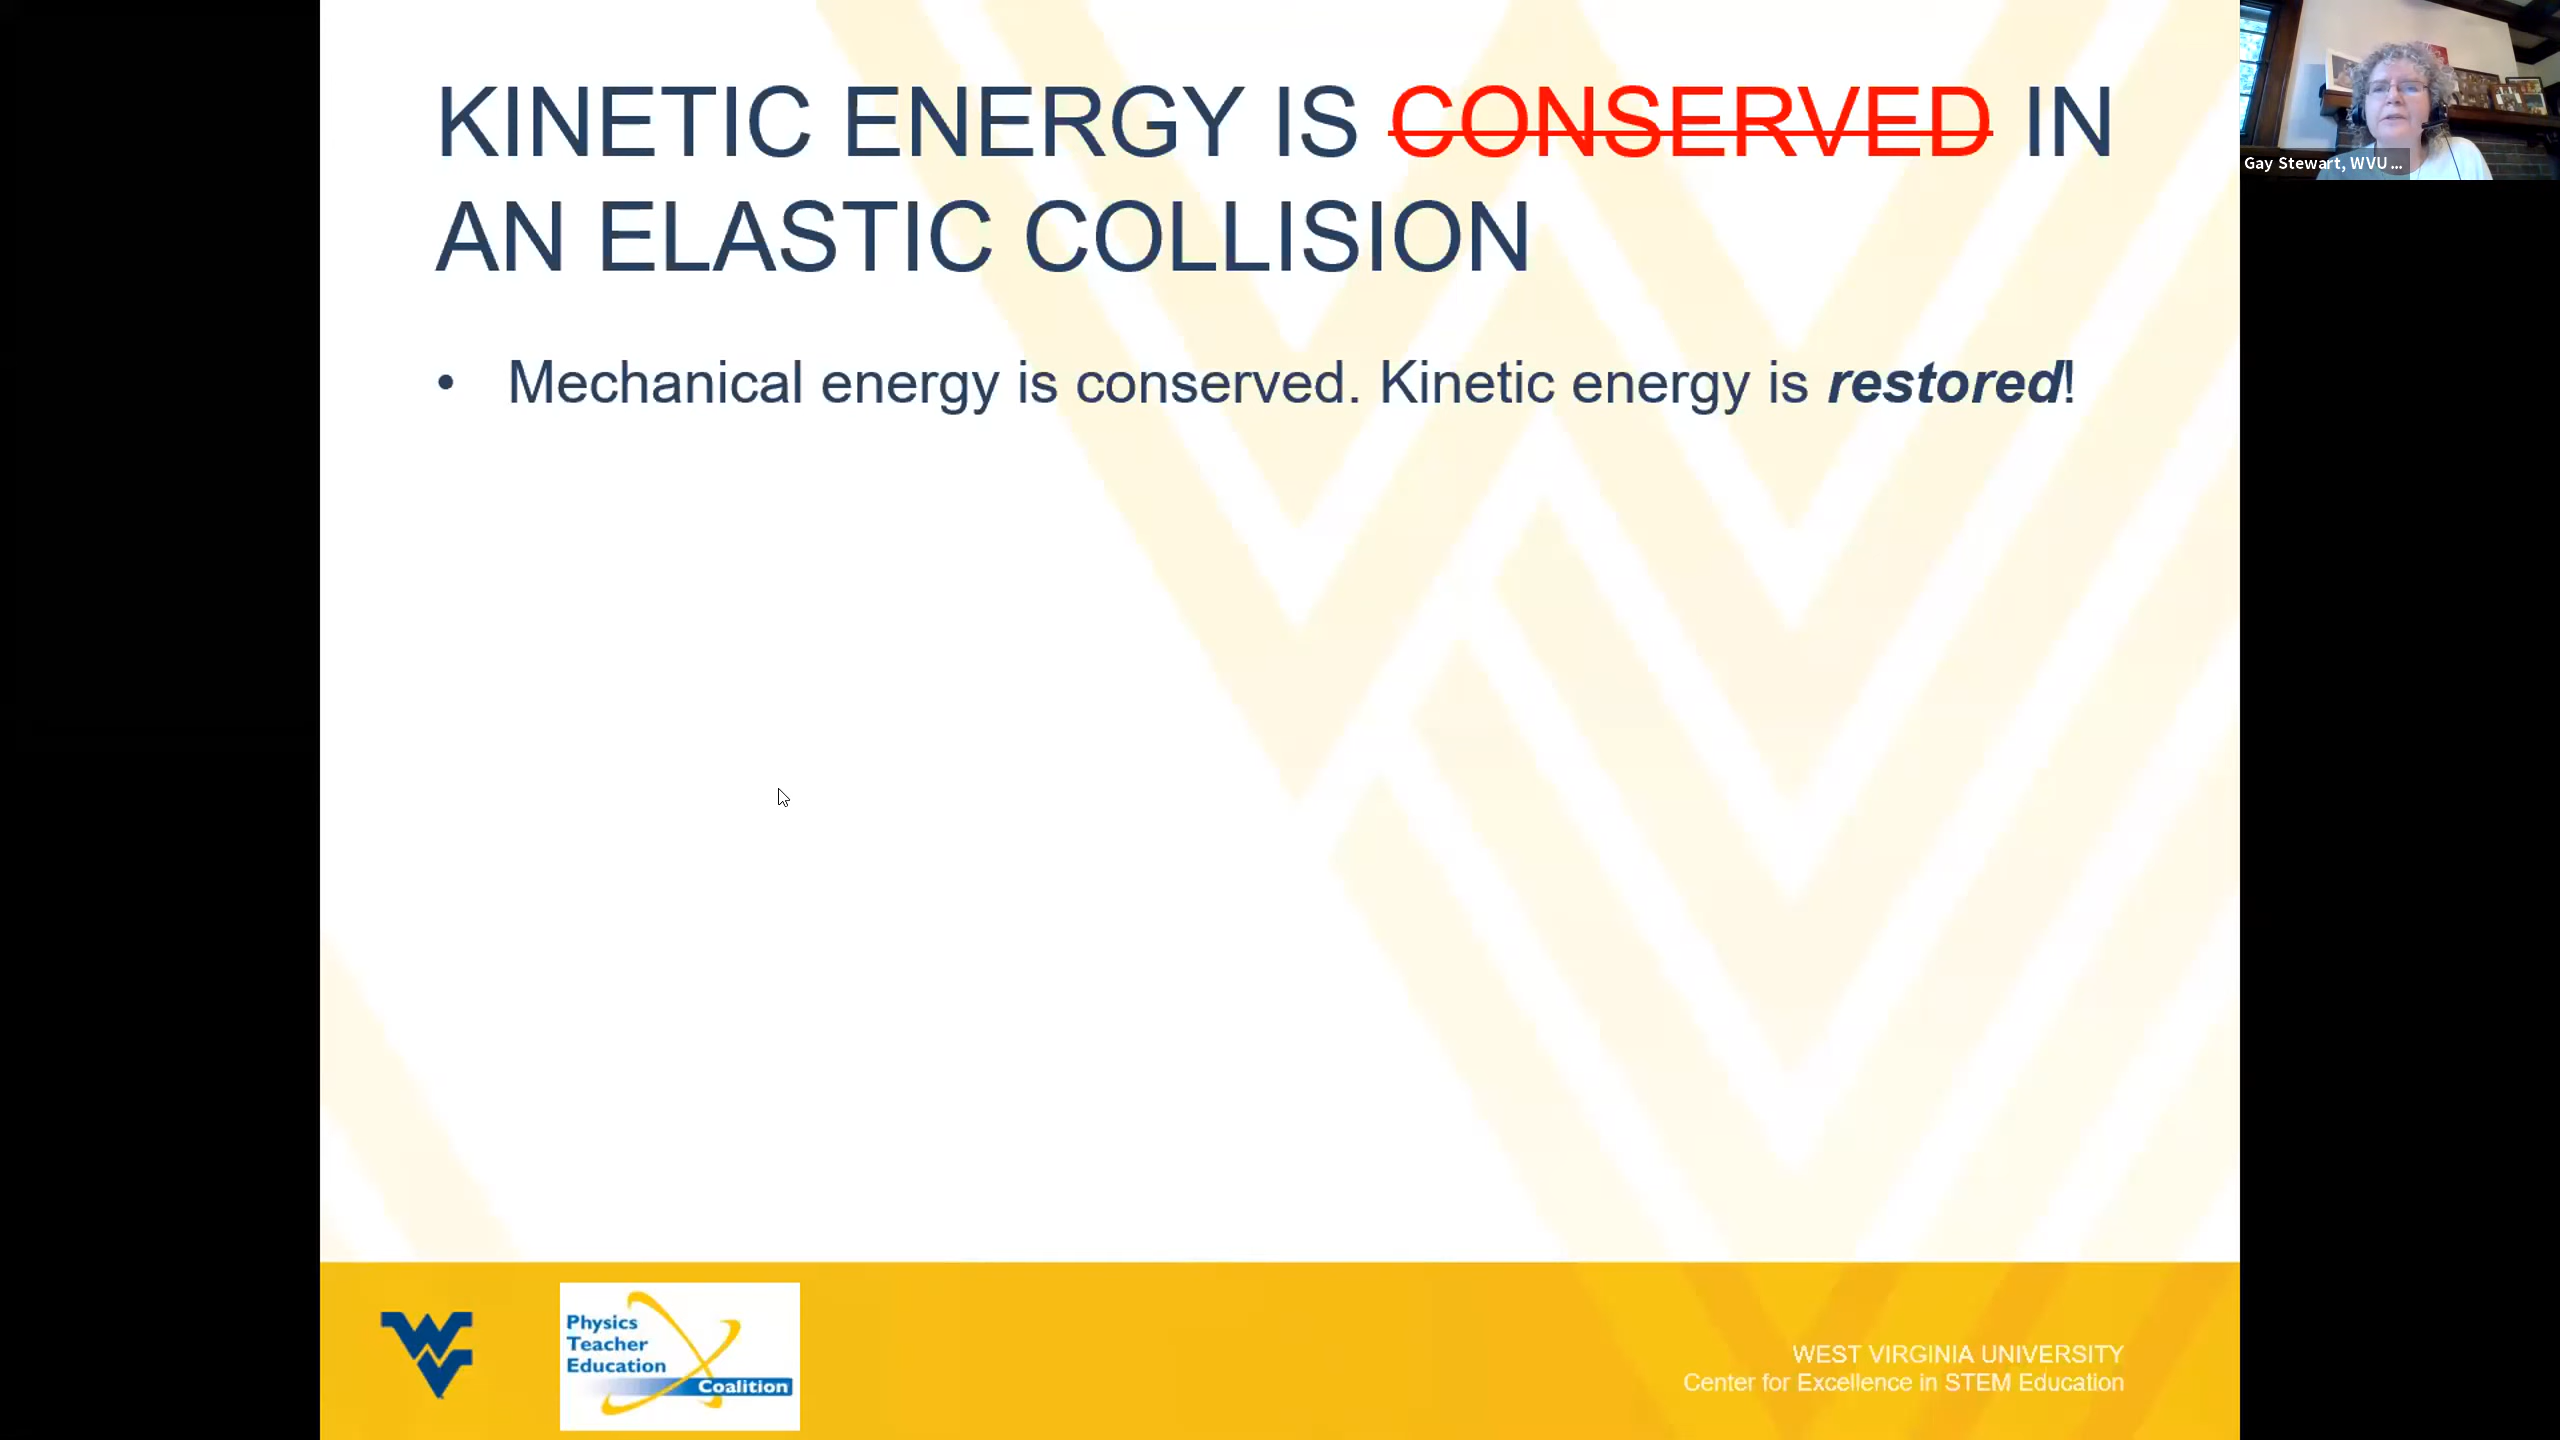 KINETIC ENERGY IS CONSERVED IN
AN ELASTIC COLLISION
• Mechanical energy is conserved. Kinetic energy is restored!
Gay Stewart, WVU ...
Physics
Teacher
Education
Coalition
WEST VIRGINIA UNIVERSITY
Center for Excellence in STEM Education